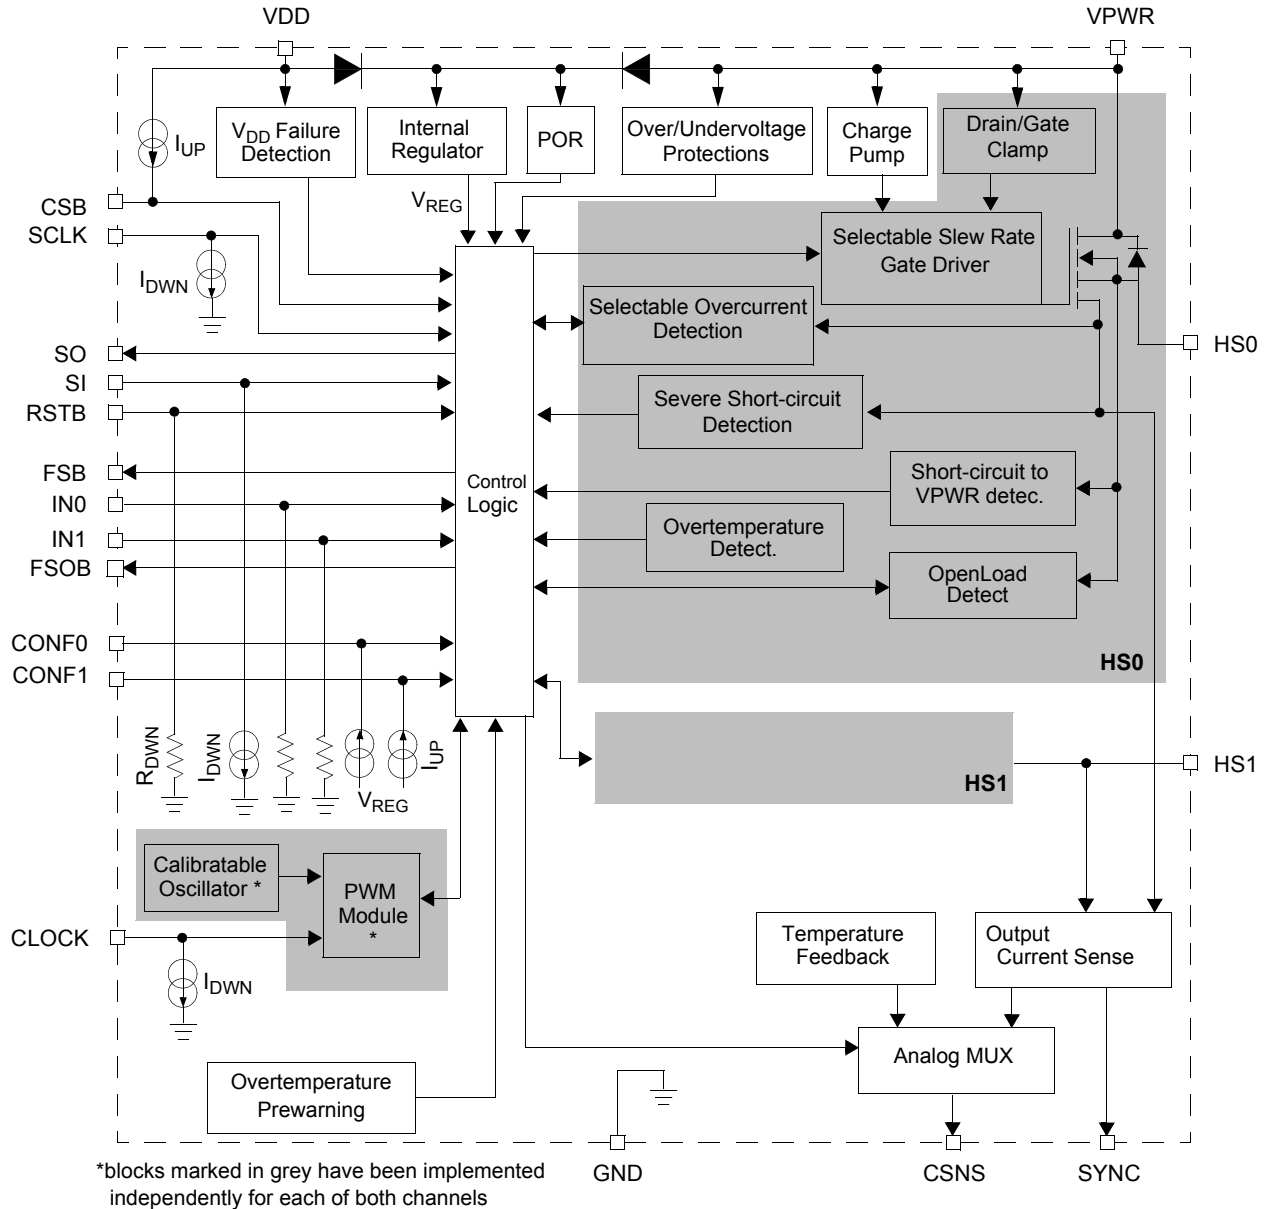 VDD
VPWR
VDD Failure
Detection
Internal
Regulator
POR
Over/Undervoltage
Protections
Charge
Pump
Drain/Gate
Clamp
IUP
VREG
CSB
SCLK
IDWN
Selectable Slew Rate
Gate Driver
Selectable Overcurrent
Detection
HS0
SO
SI
RSTB
Severe Short-circuit
Detection
FSB
IN0
IN1
FSOB
Control
Logic
Short-circuit to
VPWR detec.
Overtemperature
Detect.
OpenLoad
Detect
CONF0
CONF1
HS0
RDWN
IDWN
VREG
IUP
HS1
HS1
Calibratable
Oscillator *
PWM
Module
*
CLOCK
IDWN
Temperature
Feedback
Output
Current Sense
Analog MUX
Overtemperature
Prewarning
GND
CSNS
SYNC
*blocks marked in grey have been implemented
independently for each of both channels